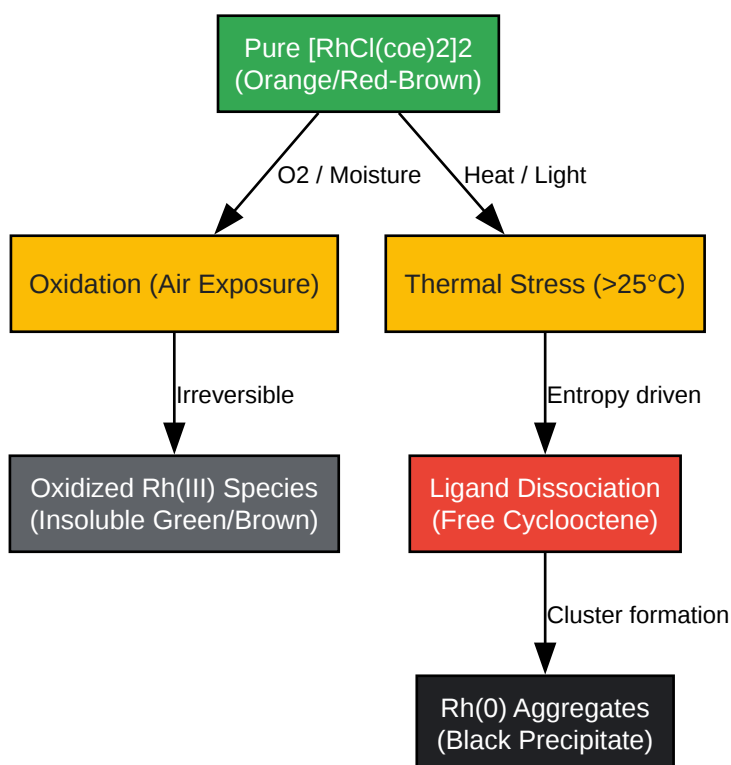 Pure [RhCl(coe)2]2
(Orange/Red-Brown)
O2 / Moisture
Heat / Light
Oxidation (Air Exposure)
Thermal Stress (>25°C)
Irreversible
Entropy driven
Oxidized Rh(III) Species
(Insoluble Green/Brown)
Ligand Dissociation
(Free Cyclooctene)
Cluster formation
Rh(0) Aggregates
(Black Precipitate)